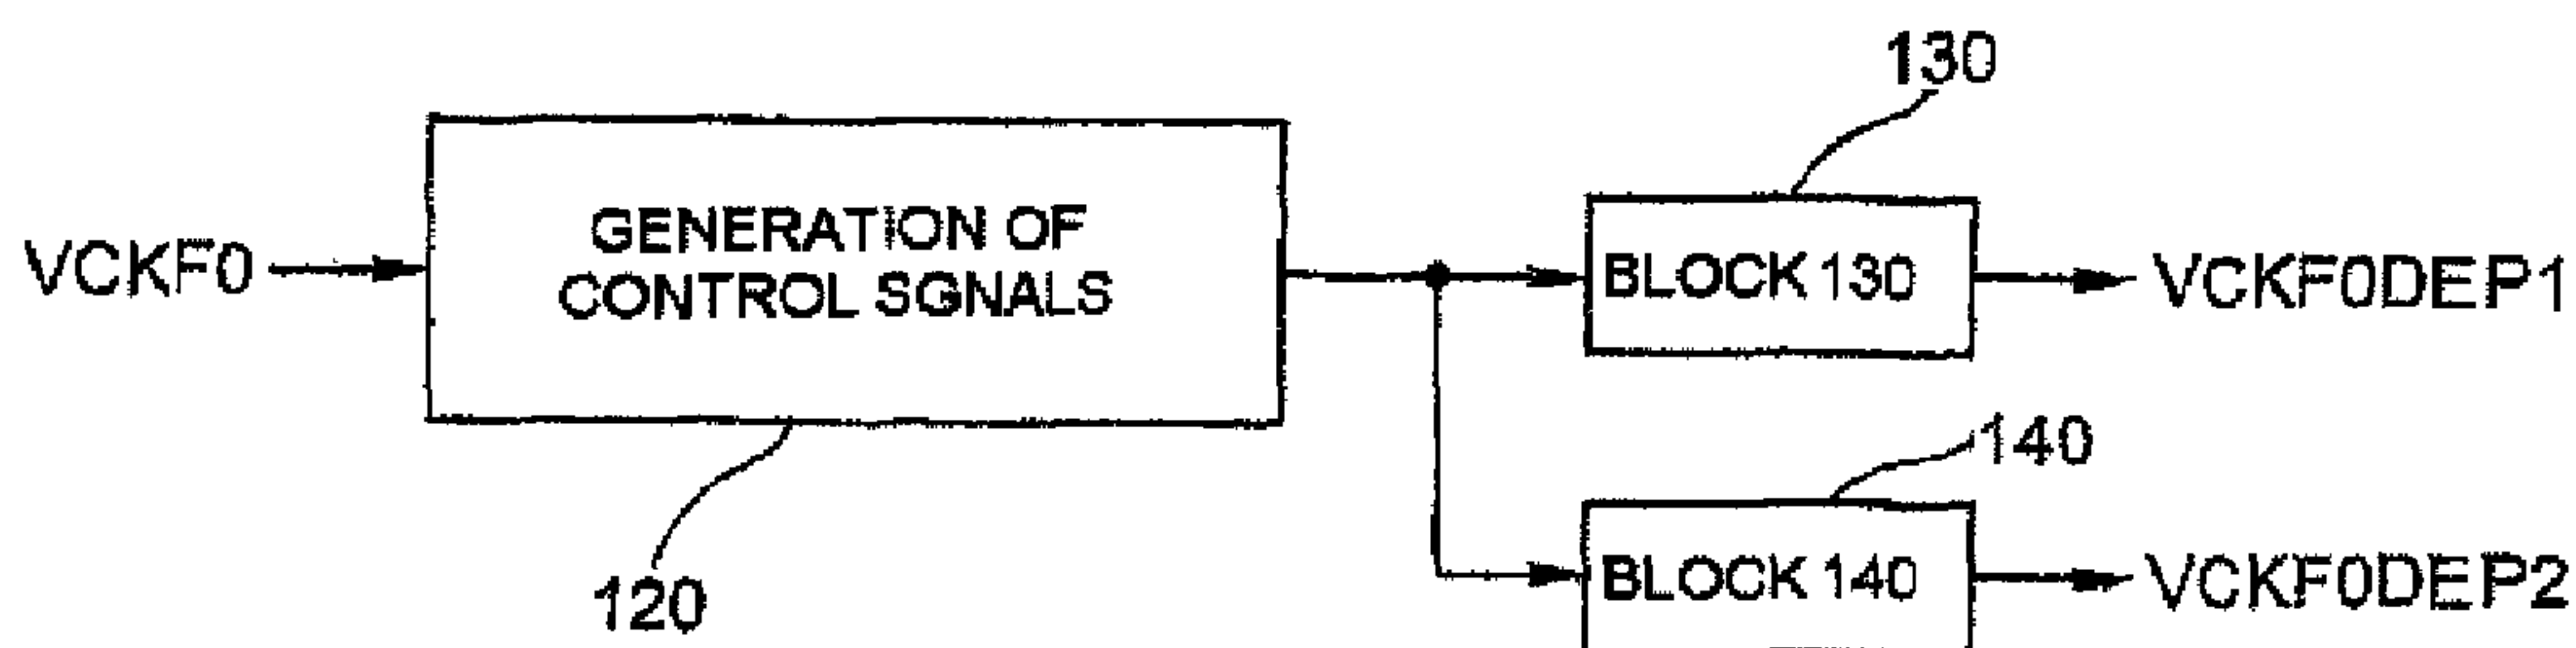 130
GENERATION OF
CONTROL SGNALS
VCKF0
BLOCK 130
VCKF0DEP1
140
120
BLOCK 140
VCKF0DEP2